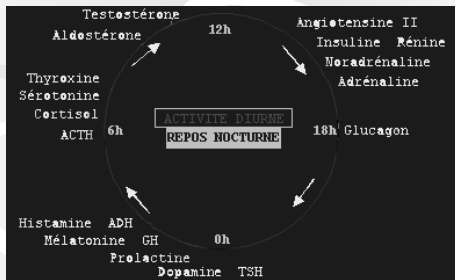 Testostérone
Aldostérone
12h
Angiotensine II
Insuline Rénine
Noradrénaline
Adrénaline
Thyroxine
Sérotonine
Cortisol
ACTH
6h
ACTIVITE DIURNE
REPOS NOCTURNE
18h
Glucagon
Histamine ADH
Mélatonine GH
Prolactine
Dopamine TSH
0h